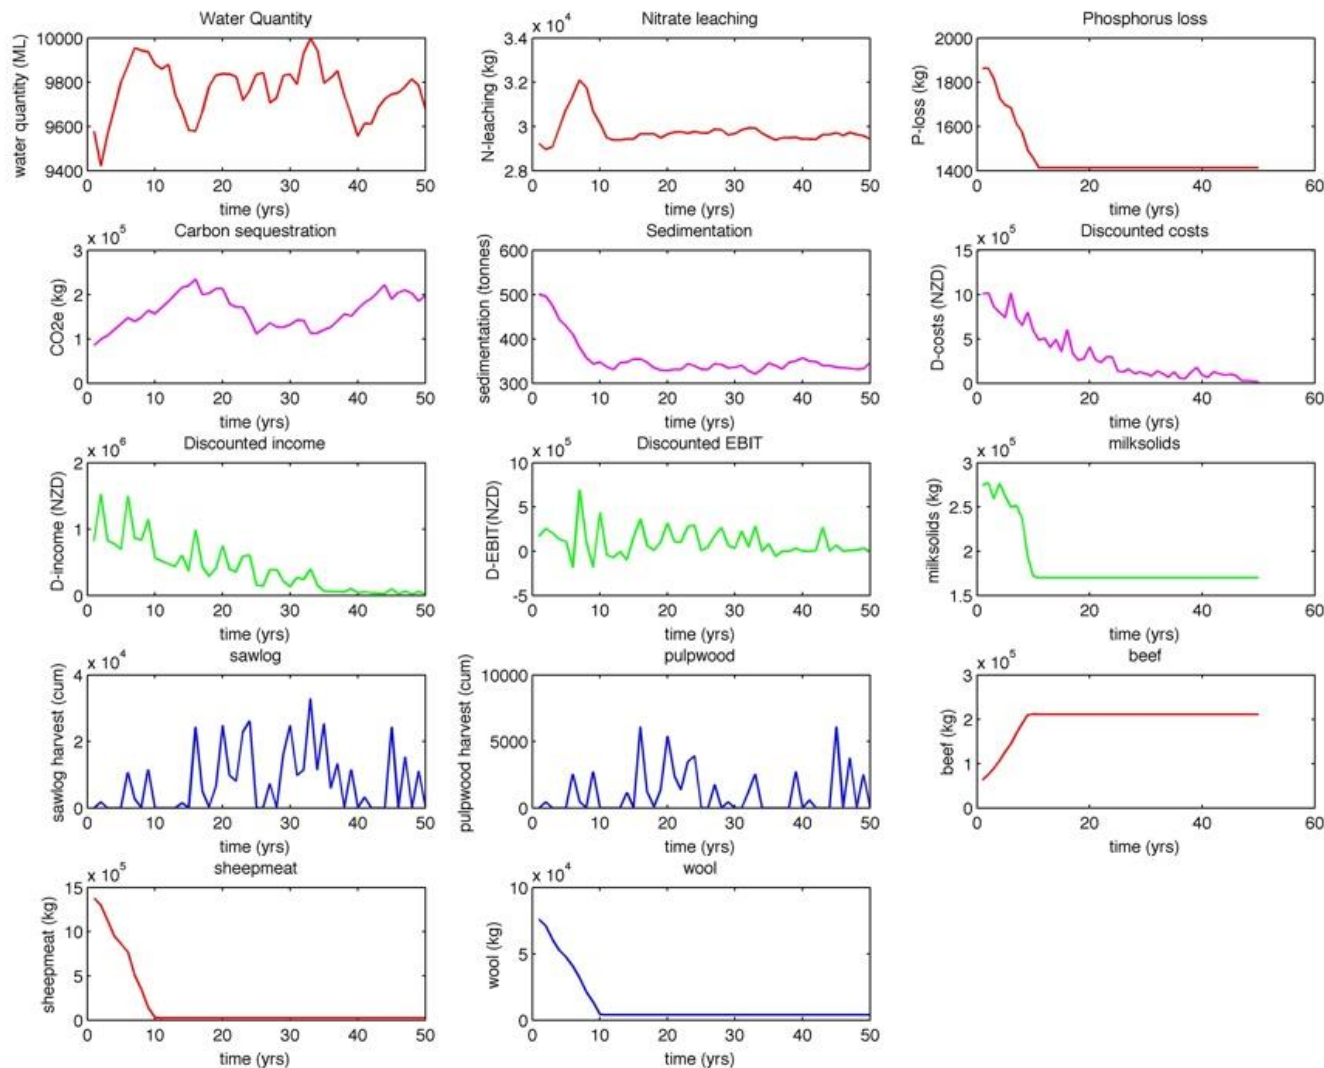 Water Quantity
water quantity (ML)
10000
9800
9600
9400
0 10 20 30 40 50
time (yrs)
Nitrate leaching
x 10^4
N-leaching (kg)
3.4
3.2
3
2.8
0 10 20 30 40 50
time (yrs)
Phosphorus loss
P-loss (kg)
2000
1800
1600
1400
0 20 40 60
time (yrs)
Carbon sequestration
x 10^5
CO2e (kg)
3
2
1
0
0 10 20 30 40 50
time (yrs)
Sedimentation
sedimentation (tonnes)
600
500
400
300
0 10 20 30 40 50
time (yrs)
Discounted costs
x 10^5
D-costs (NZD)
15
10
5
0
0 20 40 60
time (yrs)
Discounted income
x 10^6
D-income (NZD)
2
1
0
0 10 20 30 40 50
time (yrs)
Discounted EBIT
x 10^5
D-EBIT(NZD)
10
5
0
-5
0 10 20 30 40 50
time (yrs)
milksolids
x 10^5
milksolids (kg)
3
2.5
2
1.5
0 20 40 60
time (yrs)
sawlog
x 10^4
sawlog harvest (cum)
4
2
0
0 10 20 30 40 50
time (yrs)
pulpwood
pulpwood harvest (cum)
10000
5000
0
0 10 20 30 40 50
time (yrs)
beef
x 10^5
beef (kg)
3
2
1
0
0 20 40 60
time (yrs)
sheepmeat
x 10^5
sheepmeat (kg)
15
10
5
0
0 10 20 30 40 50
time (yrs)
wool
x 10^4
wool (kg)
10
5
0
0 10 20 30 40 50
time (yrs)